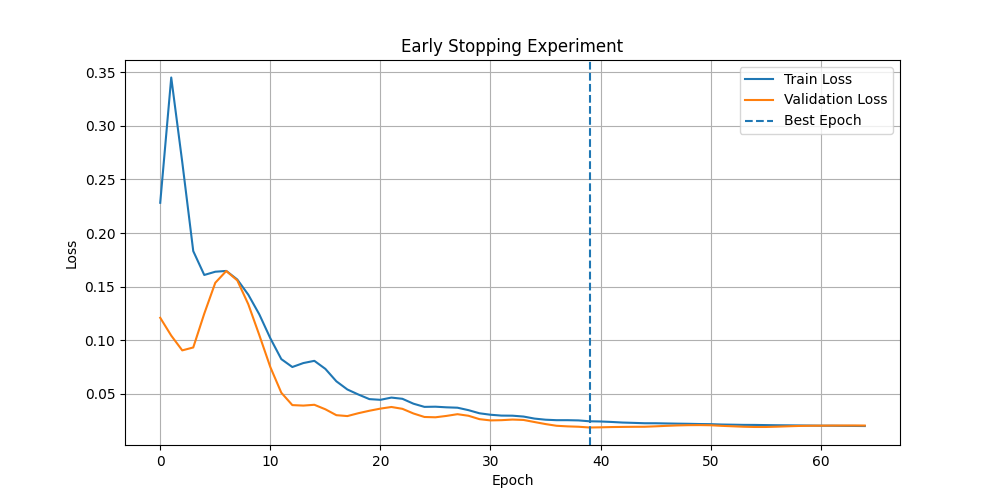 Early Stopping Experiment
Train Loss
Validation Loss
Best Epoch
0.35
0.30
0.25
0.20
0.15
0.10
0.05
Loss
0 10 20 30 40 50 60
Epoch